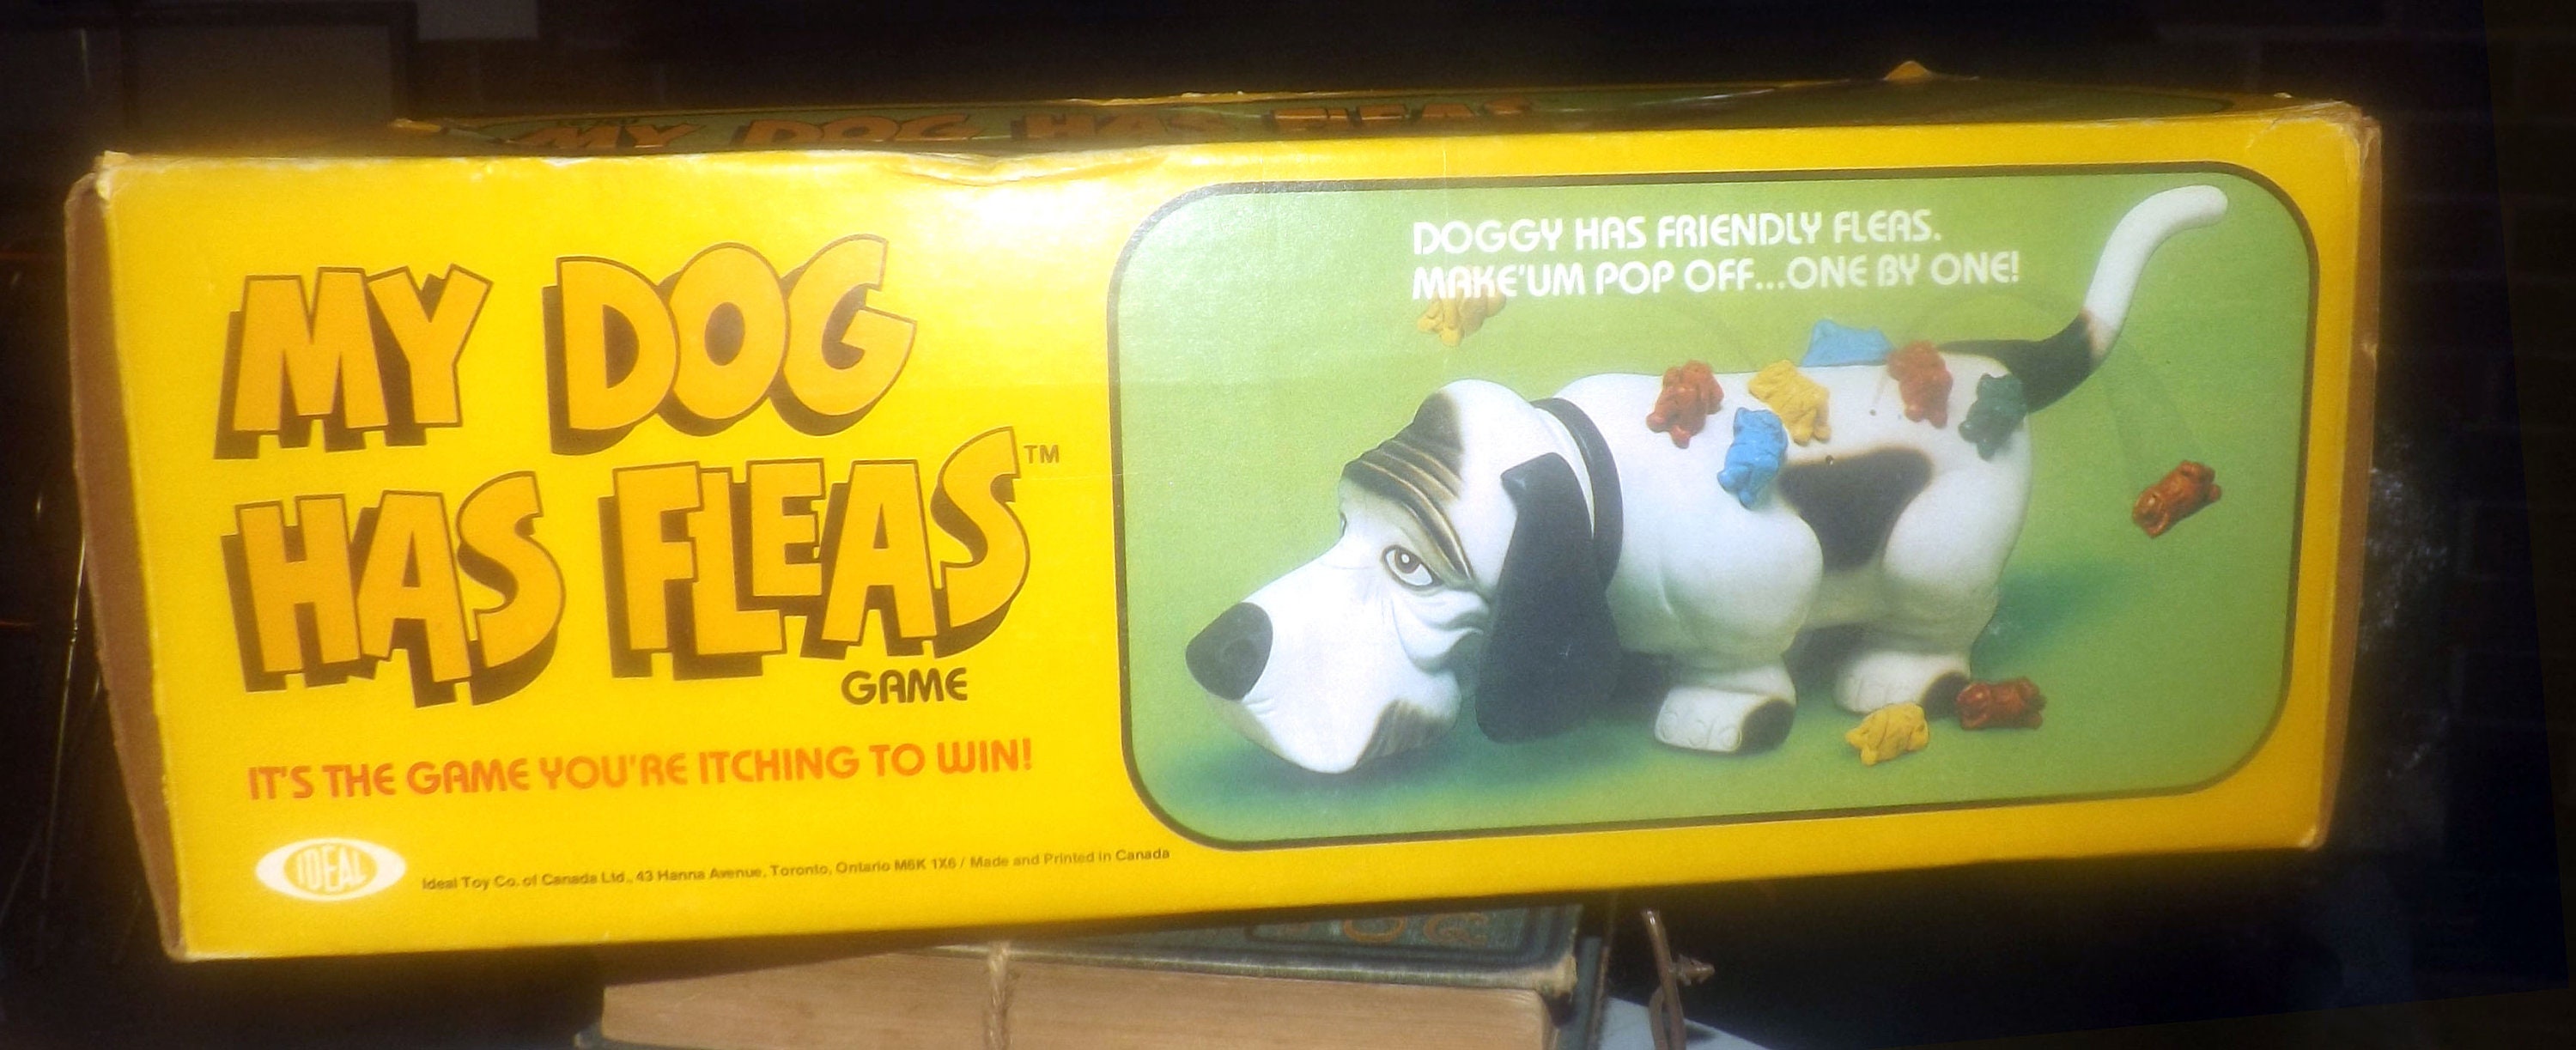 MY DOG HAS FLEAS
MY DOG
HAS FLEAS™
GAME
IT'S THE GAME YOU'RE ITCHING TO WIN!
IDEAL
Ideal Toy Co. of Canada Ltd., 43 Hanna Avenue, Toronto, Ontario M6K 1X6 / Made and Printed in Canada
DOGGY HAS FRIENDLY FLEAS.
MAKE'UM POP OFF...ONE BY ONE!